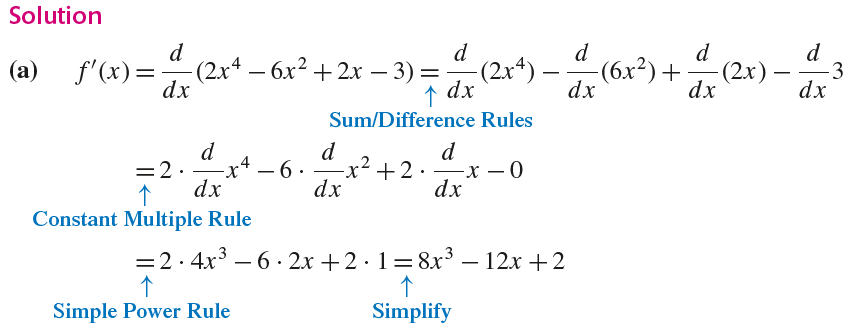 Solution
(a) f′(x) = d/dx (2x⁴ − 6x² + 2x − 3) = d/dx (2x⁴) − d/dx (6x²) + d/dx (2x) − d/dx 3
↑
Sum/Difference Rules
= 2 · d/dx x⁴ − 6 · d/dx x² + 2 · d/dx x − 0
↑
Constant Multiple Rule
= 2 · 4x³ − 6 · 2x + 2 · 1 = 8x³ − 12x + 2
↑ ↑
Simple Power Rule Simplify